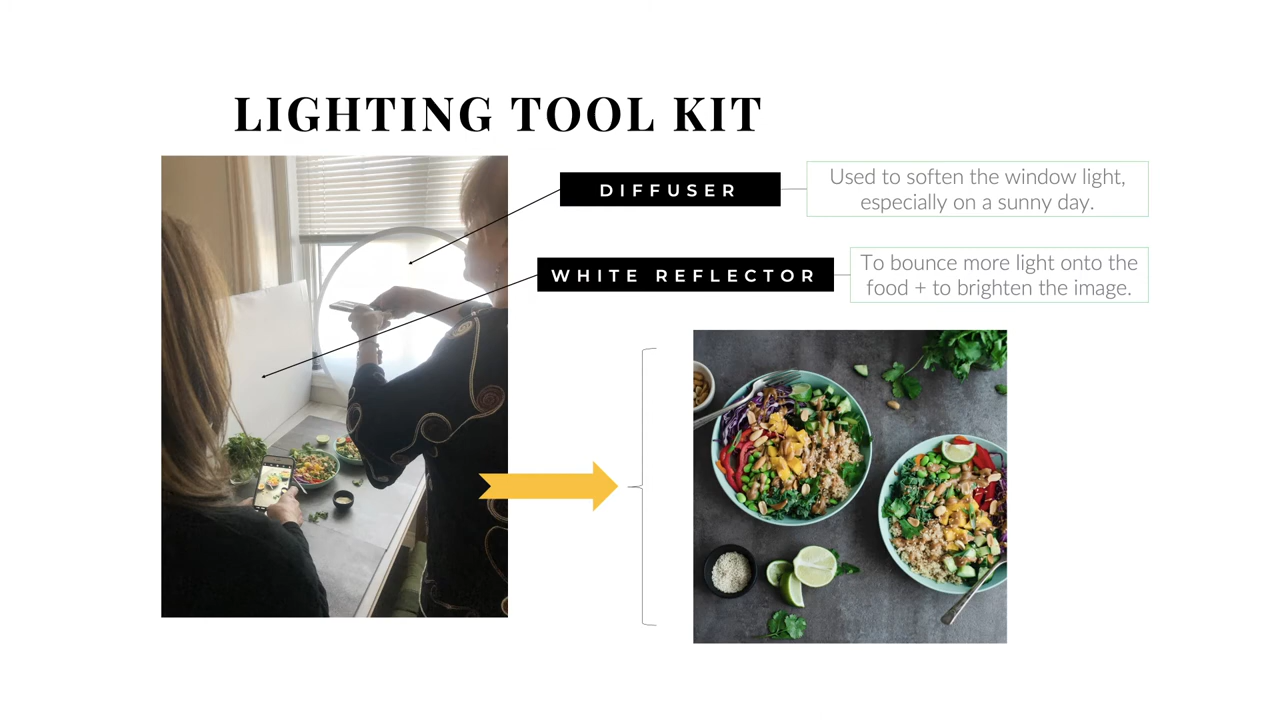 LIGHTING TOOL KIT
DIFFUSER
Used to soften the window light,
especially on a sunny day.
WHITE REFLECTOR
To bounce more light onto the
food + to brighten the image.